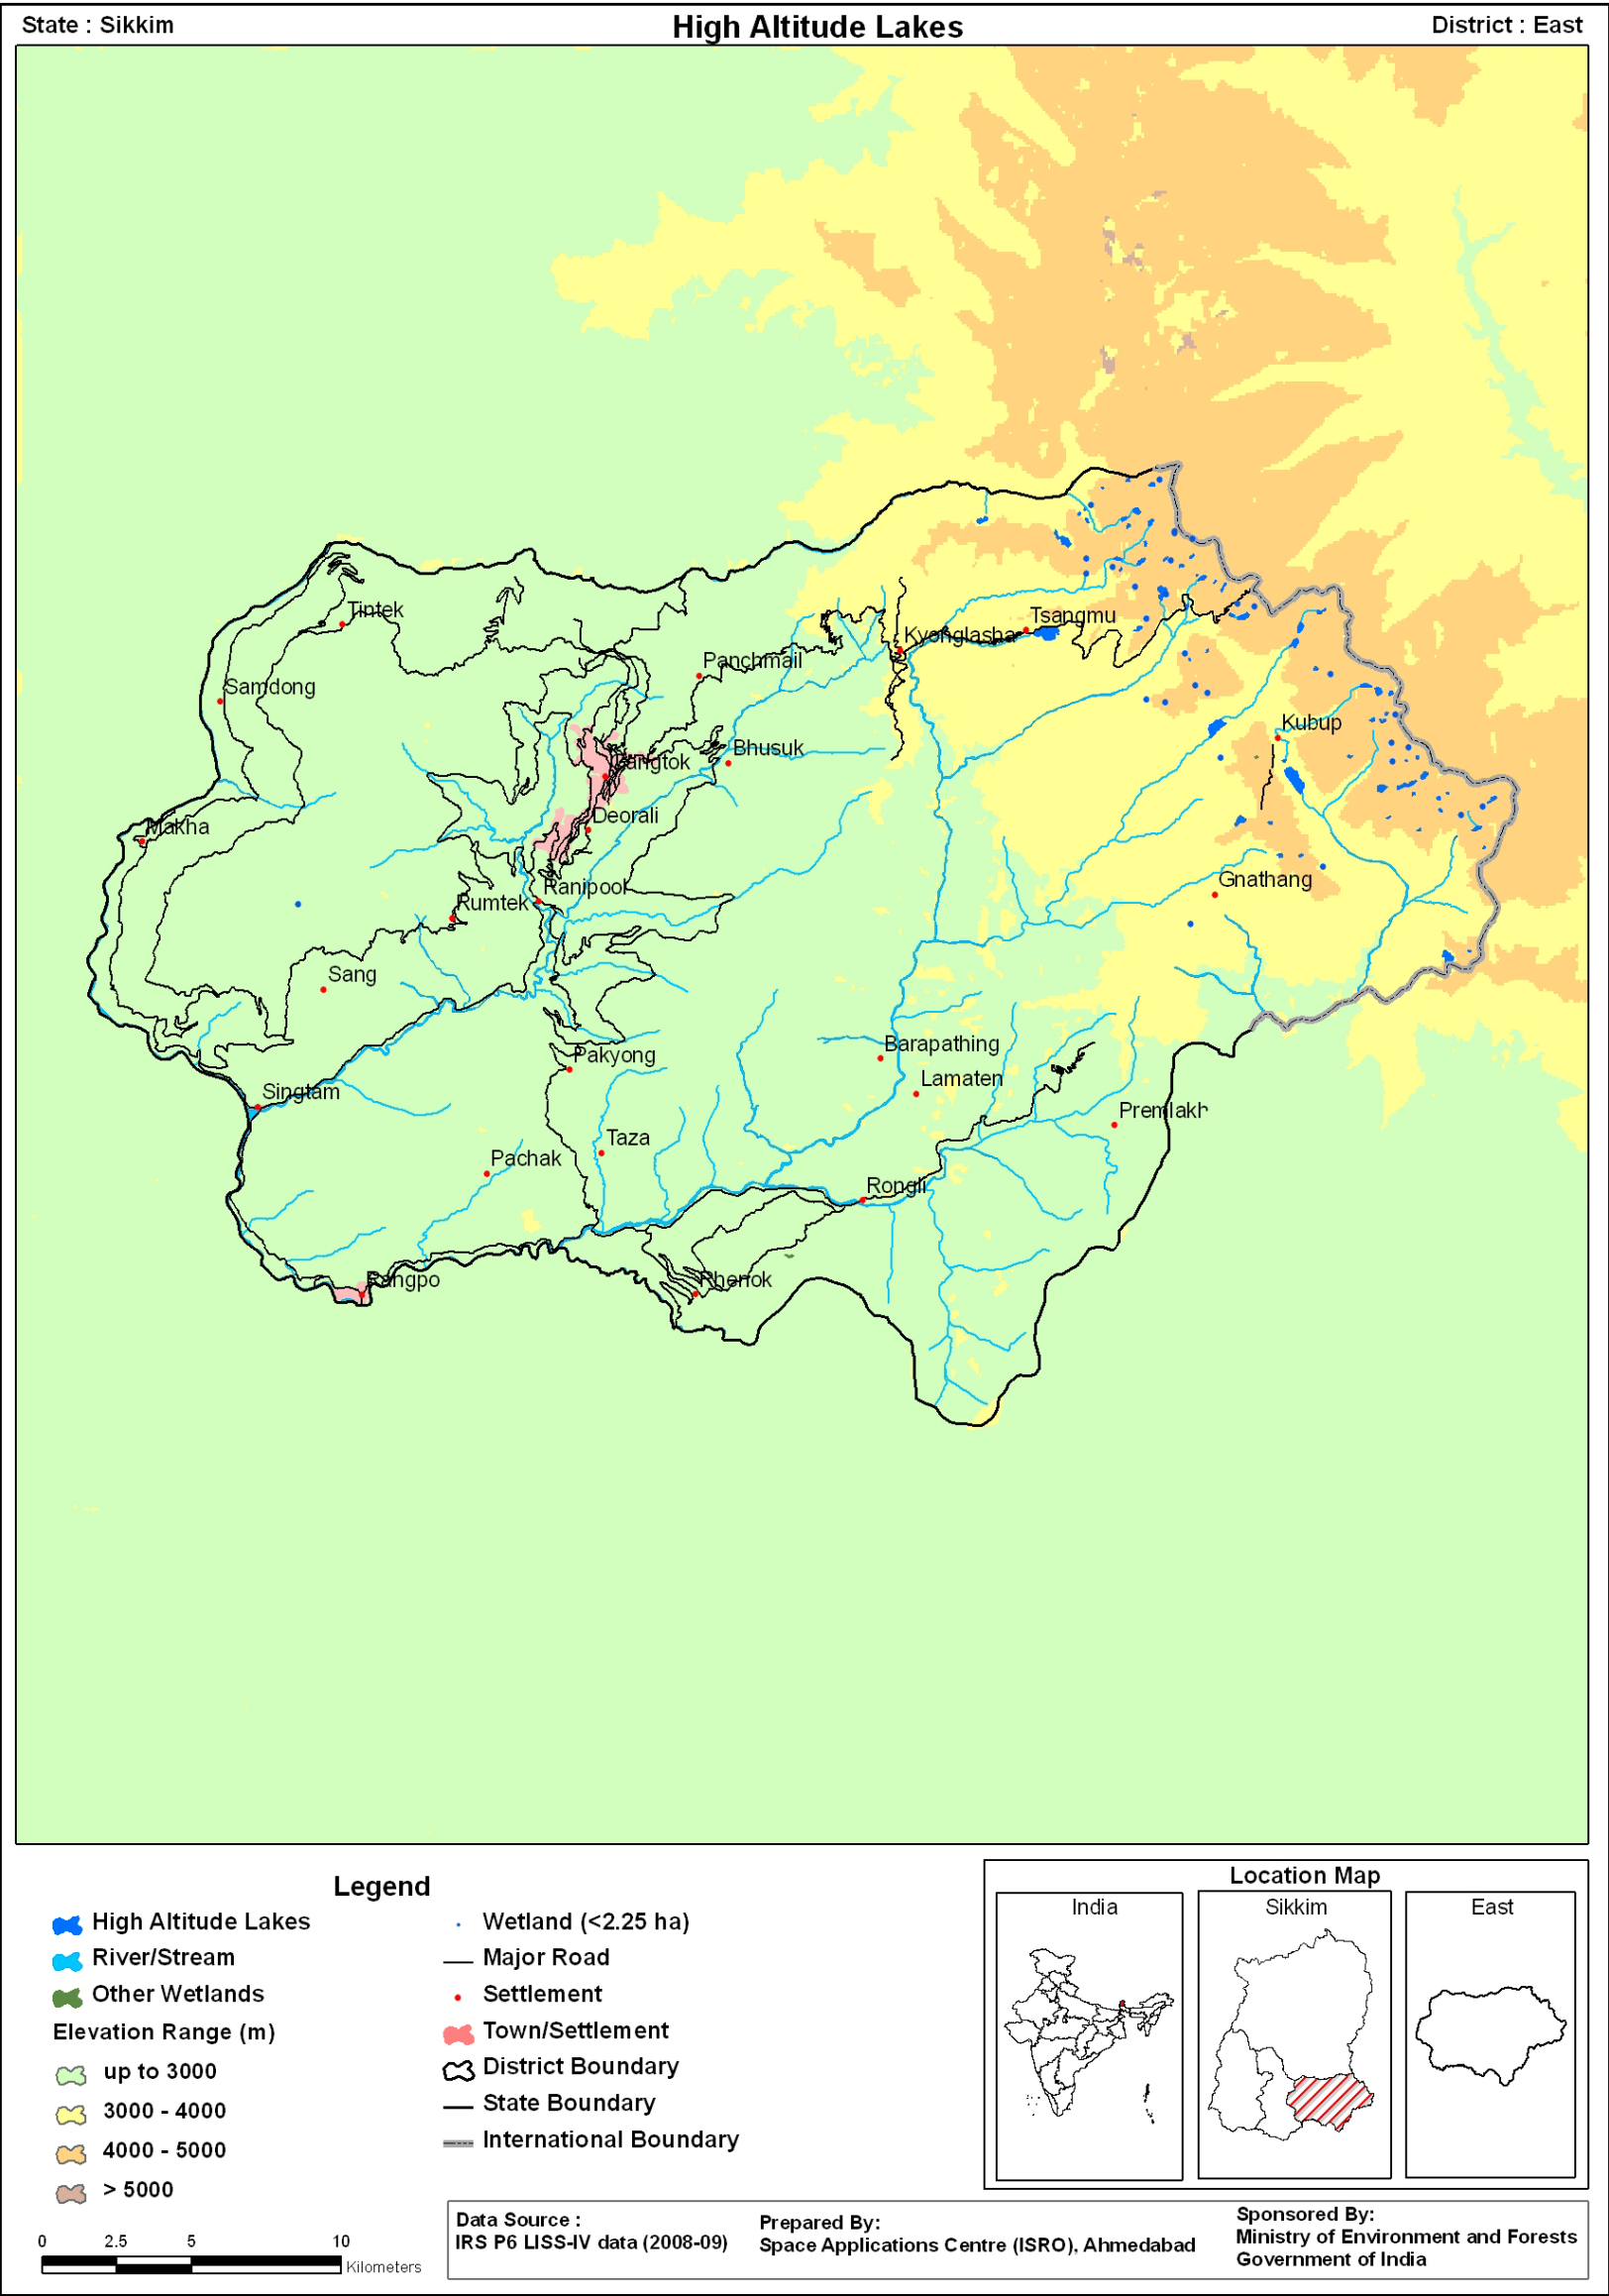 State : Sikkim
High Altitude Lakes
District : East
Tintek
Tsangmu
Kyonglasha
Panchmail
Samdong
Kubup
Bhusuk
Deorali
Makha
Gnathang
Ranipool
Rumtek
Sang
Barapathing
Pakyong
Lamaten
Singtam
Premlakh
Taza
Pachak
Rongli
Rangpo
Rhenok
Legend
High Altitude Lakes
River/Stream
Other Wetlands
Elevation Range (m)
up to 3000
3000 - 4000
4000 - 5000
> 5000
Wetland (<2.25 ha)
Major Road
Settlement
Town/Settlement
District Boundary
State Boundary
International Boundary
0 2.5 5 10
Kilometers
Location Map
India
Sikkim
East
Data Source :
IRS P6 LISS-IV data (2008-09)
Prepared By:
Space Applications Centre (ISRO), Ahmedabad
Sponsored By:
Ministry of Environment and Forests
Government of India